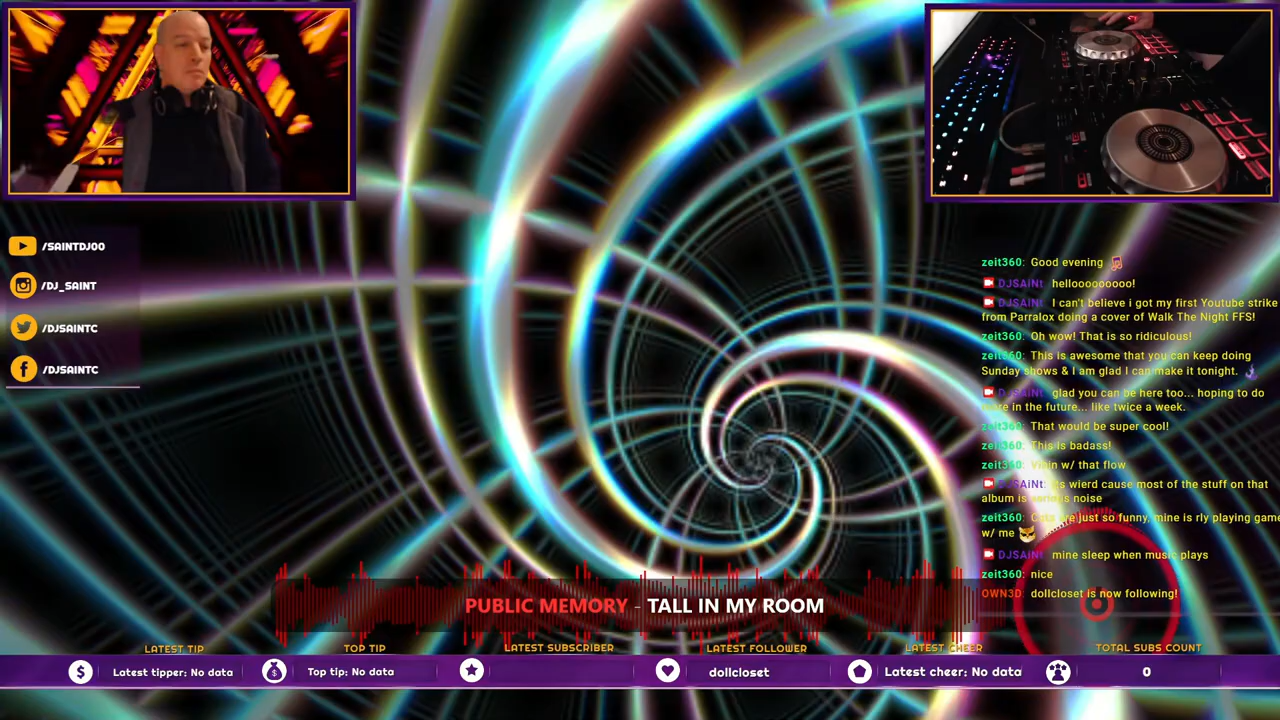 /SAINTDJOO
/DJ_SAINT
/DJSAINTC
/DJSAINTC
zeit360: Good evening
DJSAiNt: helloooooooo!
DJSAiNt: I can't believe i got my first Youtube strike
from Parralox doing a cover of Walk The Night FFS!
zeit360: Oh wow! That is so ridiculous!
zeit360: This is awesome that you can keep doing
Sunday shows & I am glad I can make it tonight.
DJSAiNt: glad you can be here too... hoping to do
more in the future... like twice a week.
zeit360: That would be super cool!
zeit360: This is badass!
zeit360: Vibin w/ that flow
DJSAiNt: its wierd cause most of the stuff on that
album is serious noise
zeit360: Cats are just so funny, mine is rly playing game
w/ me
DJSAiNt: mine sleep when music plays
zeit360: nice
OWN3D: dollcloset is now following!
PUBLIC MEMORY - TALL IN MY ROOM
LATEST TIP TOP TIP LATEST SUBSCRIBER LATEST FOLLOWER LATEST CHEER TOTAL SUBS COUNT
Latest tipper: No data Top tip: No data dollcloset Latest cheer: No data 0